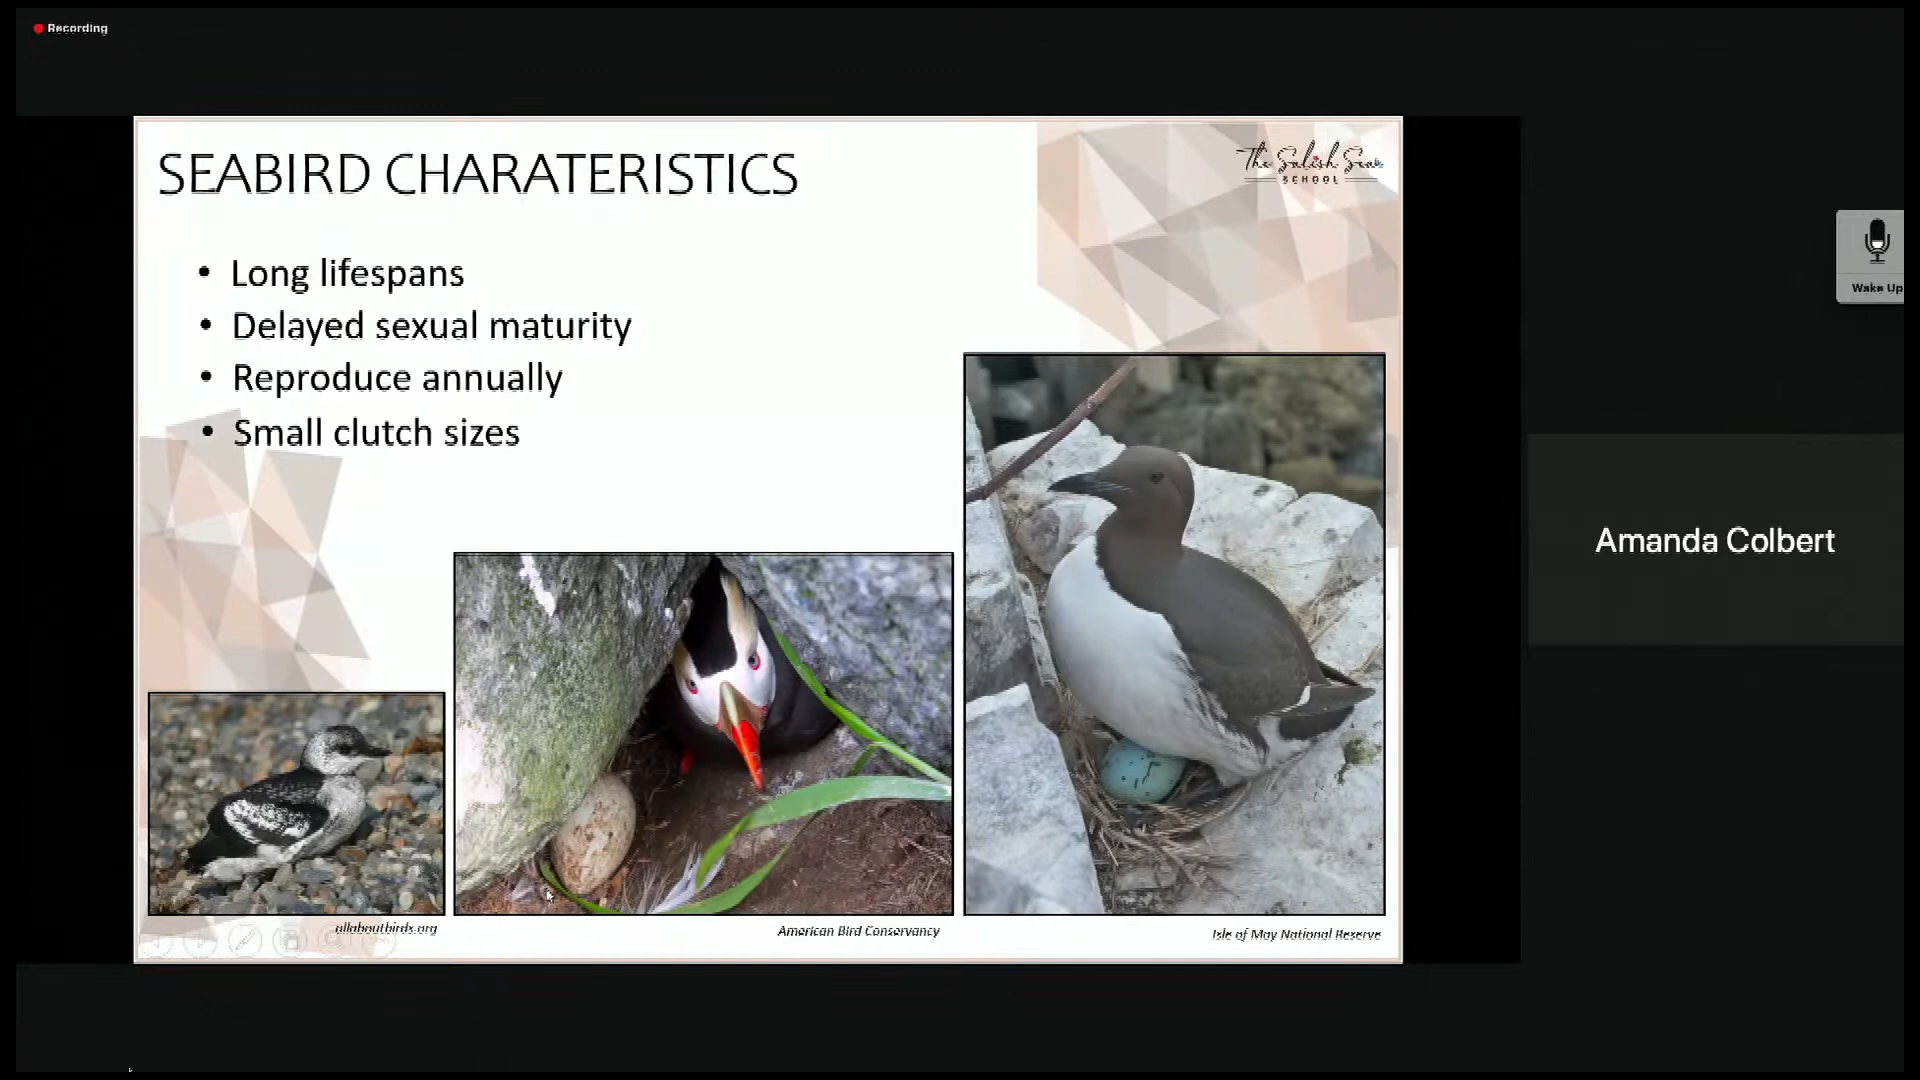 Recording
SEABIRD CHARATERISTICS
The Salish Sea
SCHOOL
• Long lifespans
• Delayed sexual maturity
• Reproduce annually
• Small clutch sizes
Wake Up
Amanda Colbert
allaboutbirds.org
American Bird Conservancy
Isle of May National Reserve